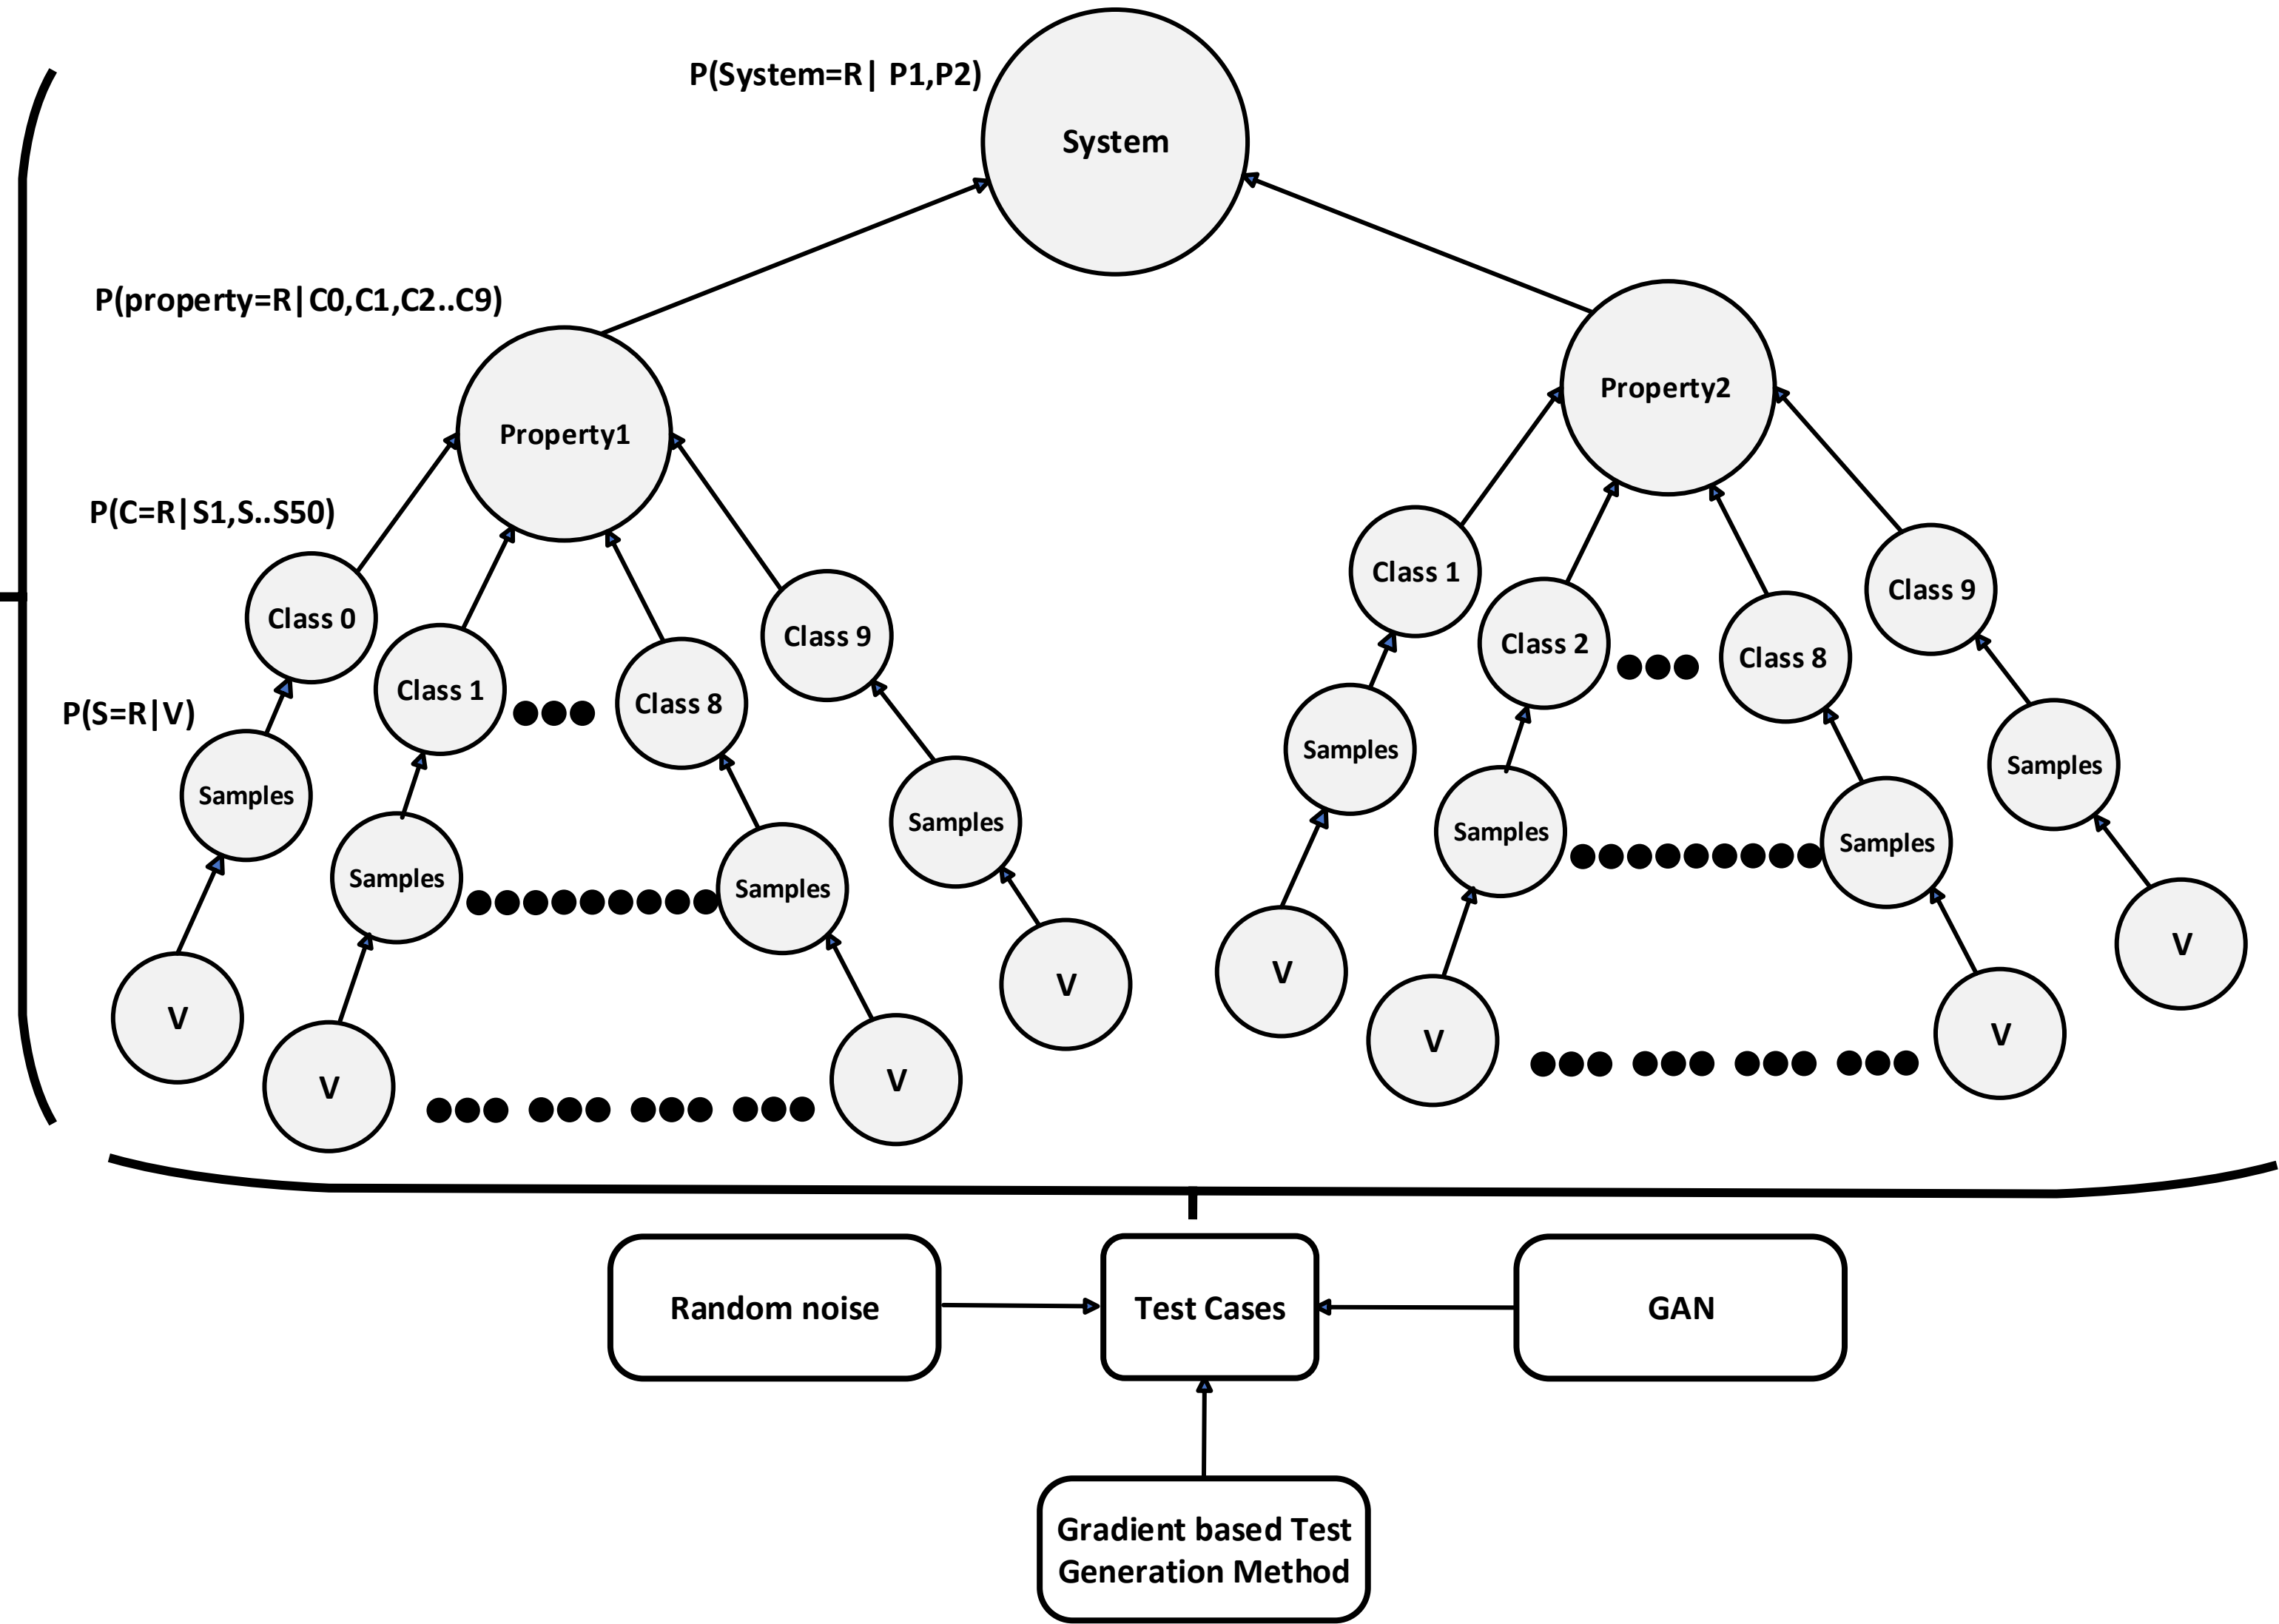 P(System=R| P1,P2)
System
P(property=R|C0,C1,C2..C9)
Property1
Property2
P(C=R|S1,S..S50)
Class 0
Class 1
Class 8
Class 9
Class 1
Class 2
Class 8
Class 9
P(S=R|V)
Samples
Samples
Samples
Samples
Samples
Samples
Samples
Samples
V
V
V
V
V
V
V
V
Random noise
Test Cases
GAN
Gradient based Test
Generation Method